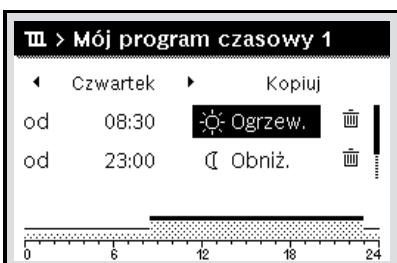 > Mój program czasowy 1
Czwartek Kopiuj
od 08:30 Ogrzew.
od 23:00 Obniż.
0 6 12 18 24